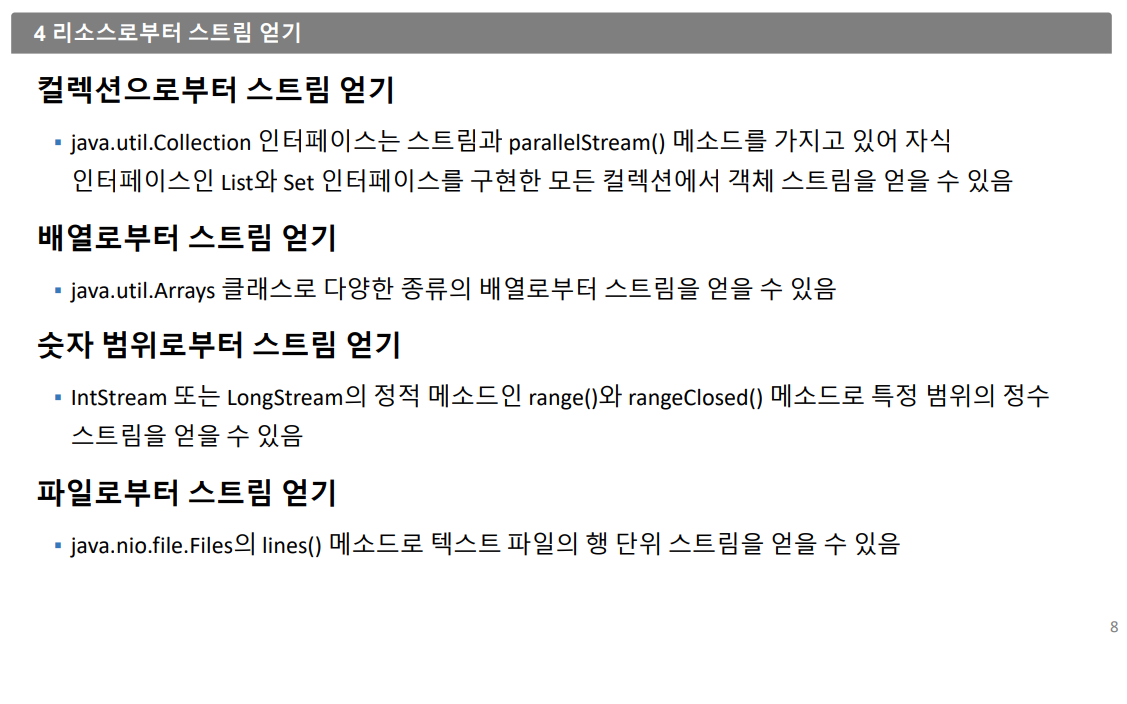 4 리소스로부터 스트림 얻기
컬렉션으로부터 스트림 얻기
▪ java.util.Collection 인터페이스는 스트림과 parallelStream() 메소드를 가지고 있어 자식
인터페이스인 List와 Set 인터페이스를 구현한 모든 컬렉션에서 객체 스트림을 얻을 수 있음
배열로부터 스트림 얻기
▪ java.util.Arrays 클래스로 다양한 종류의 배열로부터 스트림을 얻을 수 있음
숫자 범위로부터 스트림 얻기
▪ IntStream 또는 LongStream의 정적 메소드인 range()와 rangeClosed() 메소드로 특정 범위의 정수
스트림을 얻을 수 있음
파일로부터 스트림 얻기
▪ java.nio.file.Files의 lines() 메소드로 텍스트 파일의 행 단위 스트림을 얻을 수 있음
8